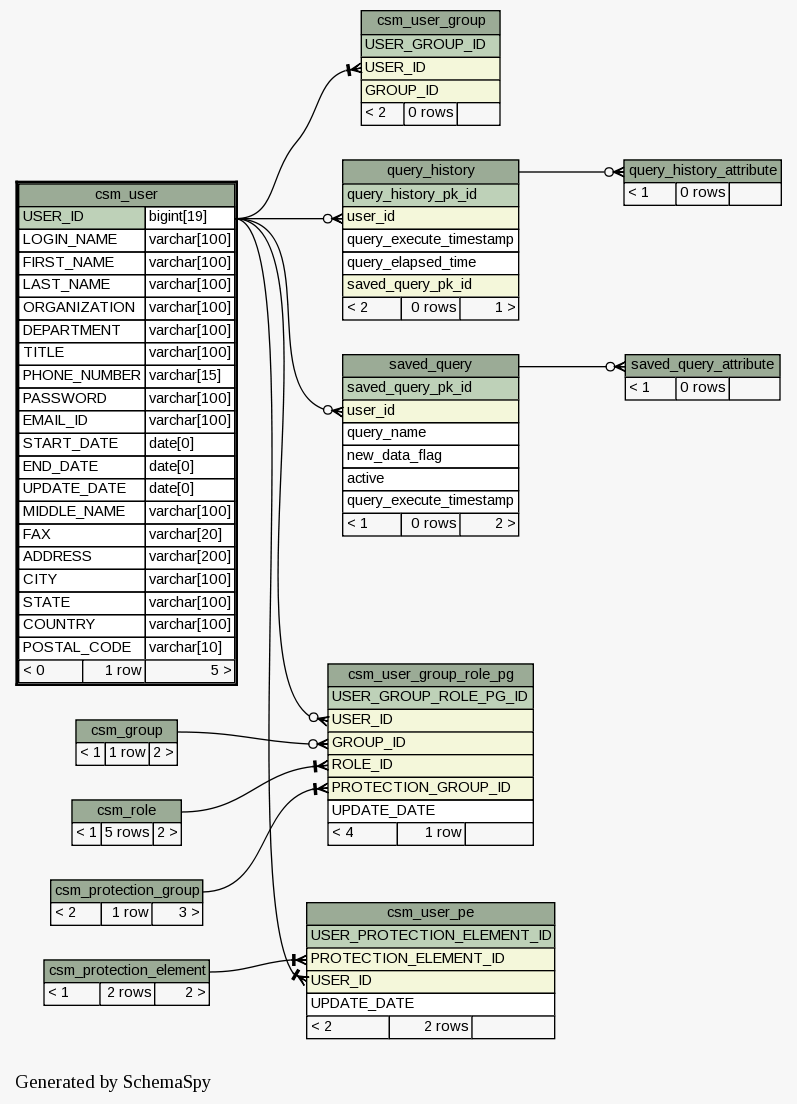 csm_user_group
USER_GROUP_ID
USER_ID
GROUP_ID
< 2 0 rows
query_history
query_history_pk_id
user_id
query_execute_timestamp
query_elapsed_time
saved_query_pk_id
< 2 0 rows 1 >
query_history_attribute
< 1 0 rows
csm_user
USER_ID bigint[19]
LOGIN_NAME varchar[100]
FIRST_NAME varchar[100]
LAST_NAME varchar[100]
ORGANIZATION varchar[100]
DEPARTMENT varchar[100]
TITLE varchar[100]
PHONE_NUMBER varchar[15]
PASSWORD varchar[100]
EMAIL_ID varchar[100]
START_DATE date[0]
END_DATE date[0]
UPDATE_DATE date[0]
MIDDLE_NAME varchar[100]
FAX varchar[20]
ADDRESS varchar[200]
CITY varchar[100]
STATE varchar[100]
COUNTRY varchar[100]
POSTAL_CODE varchar[10]
< 0 1 row 5 >
saved_query
saved_query_pk_id
user_id
query_name
new_data_flag
active
query_execute_timestamp
< 1 0 rows 2 >
saved_query_attribute
< 1 0 rows
csm_user_group_role_pg
USER_GROUP_ROLE_PG_ID
USER_ID
GROUP_ID
ROLE_ID
PROTECTION_GROUP_ID
UPDATE_DATE
< 4 1 row
csm_group
< 1 1 row 2 >
csm_role
< 1 5 rows 2 >
csm_protection_group
< 2 1 row 3 >
csm_protection_element
< 1 2 rows 2 >
csm_user_pe
USER_PROTECTION_ELEMENT_ID
PROTECTION_ELEMENT_ID
USER_ID
UPDATE_DATE
< 2 2 rows
Generated by SchemaSpy